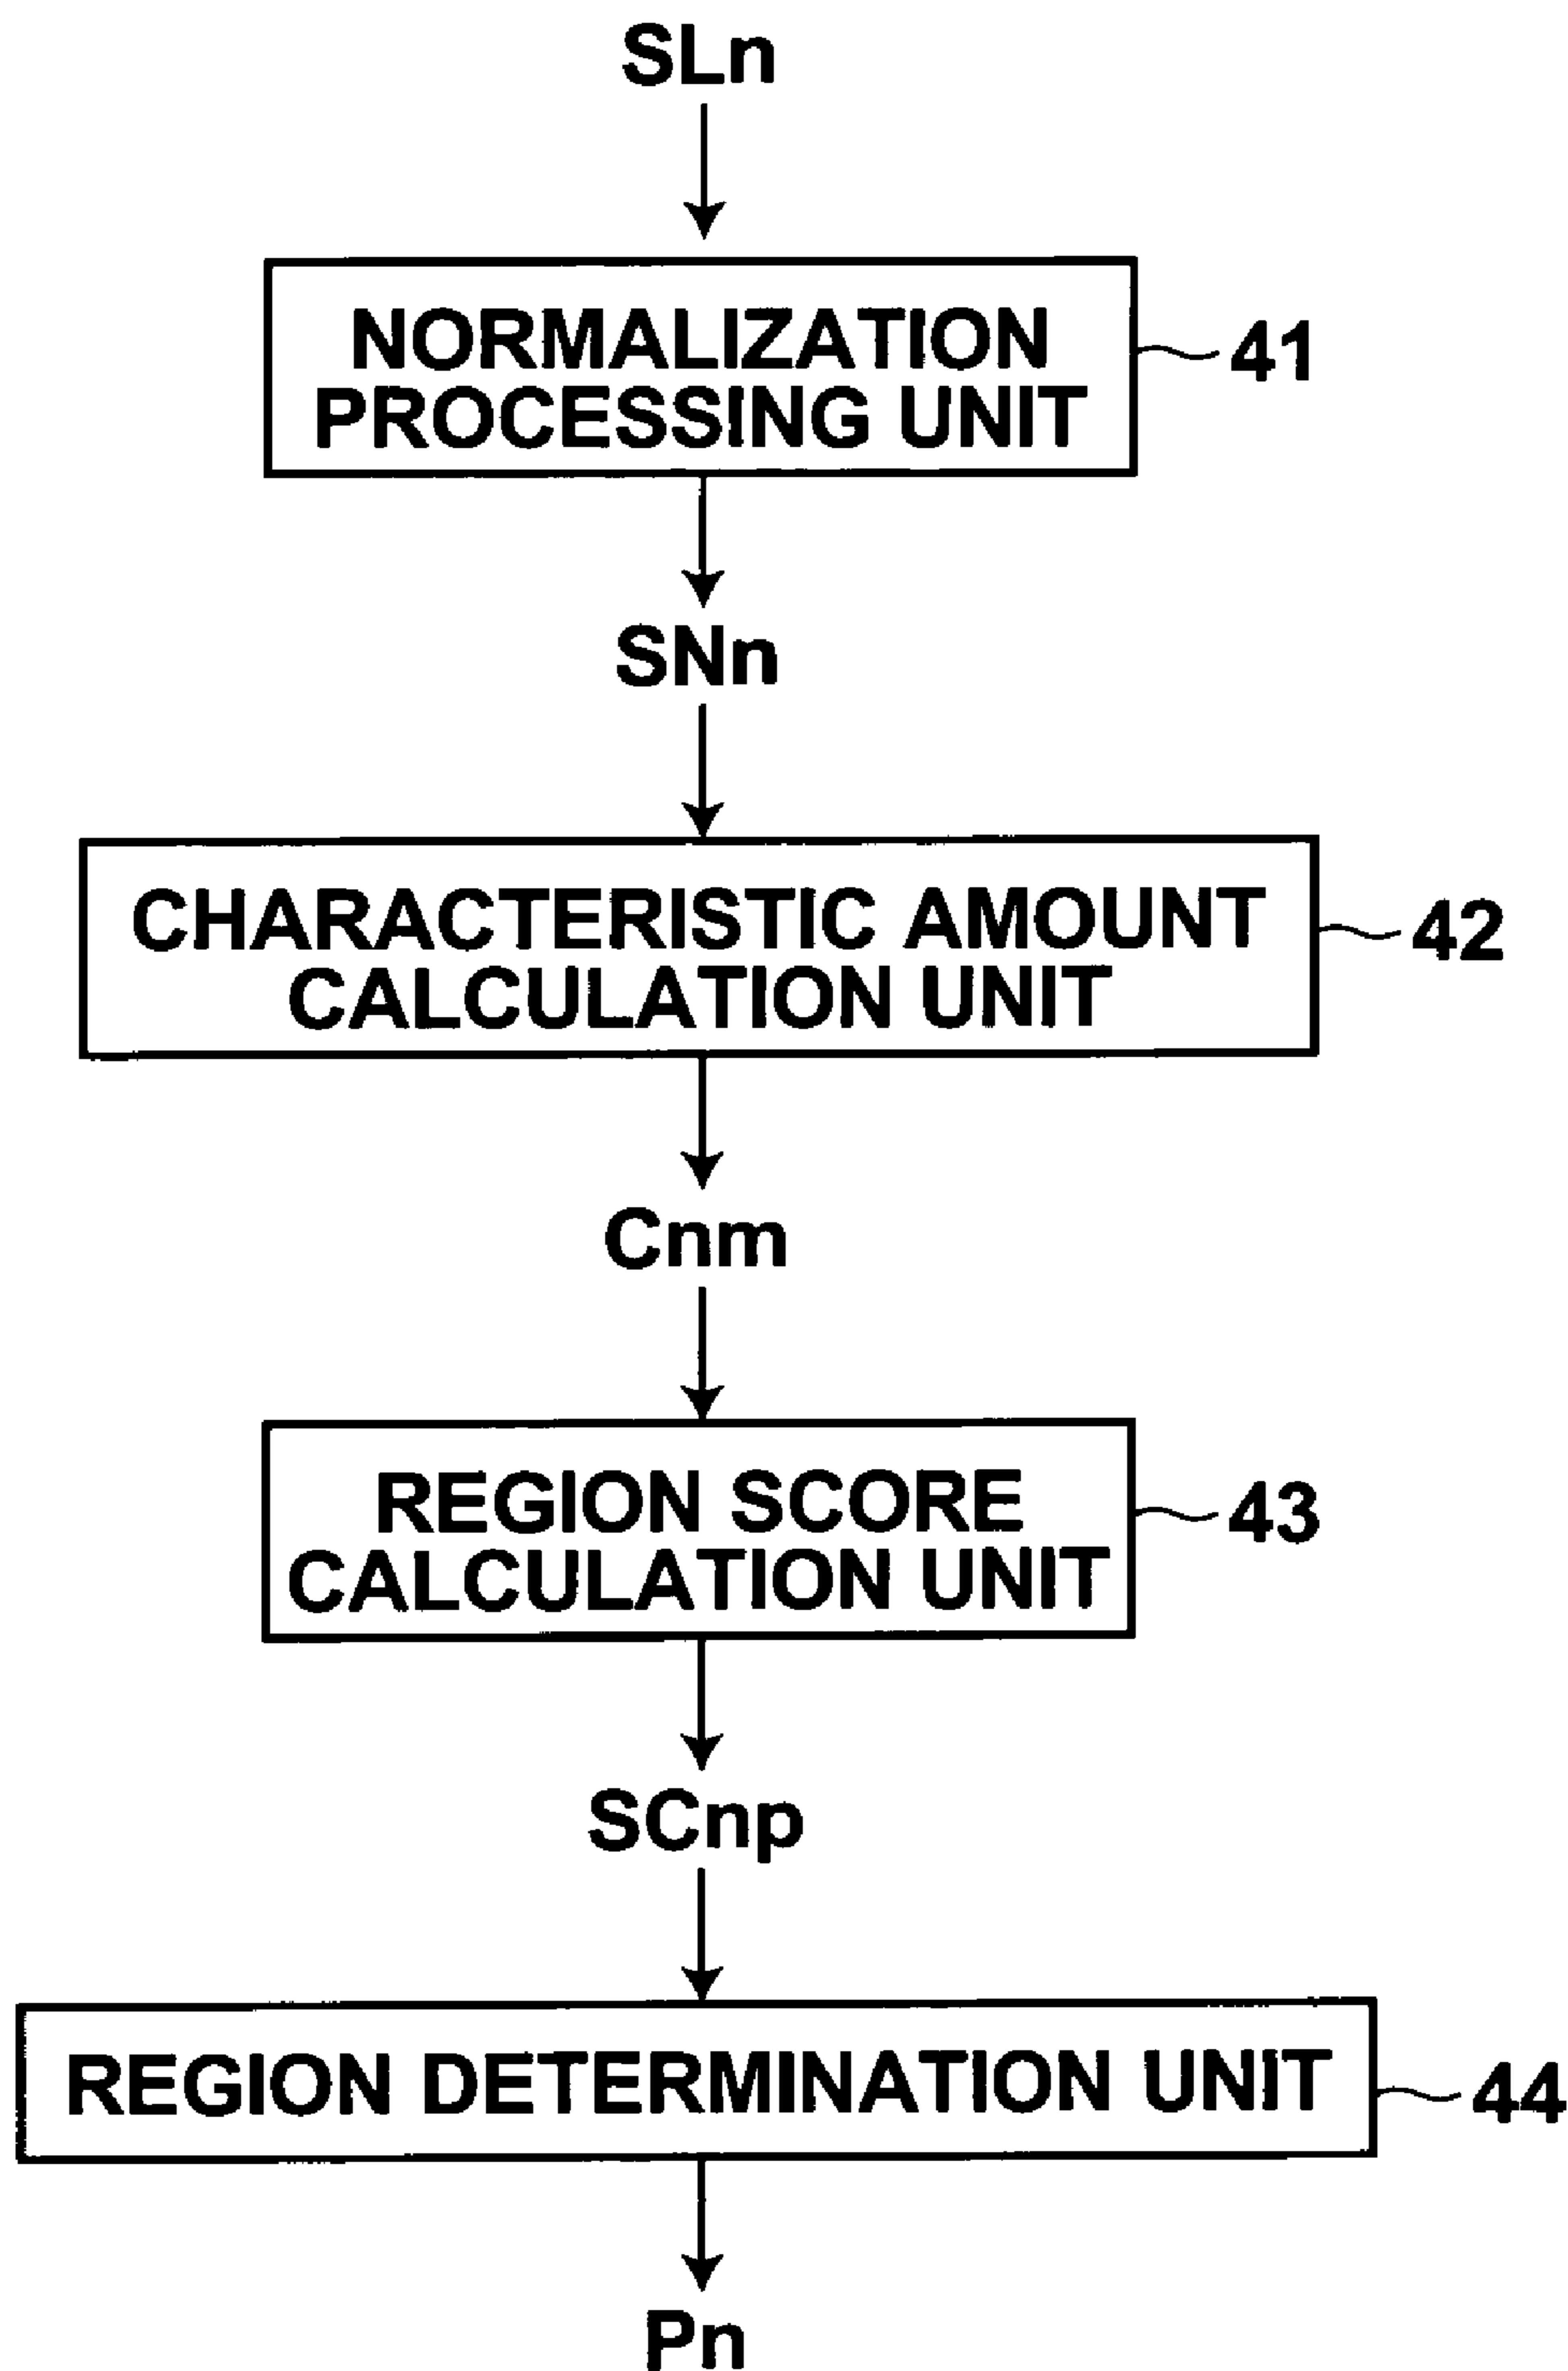 SLn
NORMALIZATION
PROCESSING UNIT
41
SNn
CHARACTERISTIC AMOUNT
CALCULATION UNIT
42
Cnm
REGION SCORE
CALCULATION UNIT
43
SCnp
REGION DETERMINATION UNIT
44
Pn